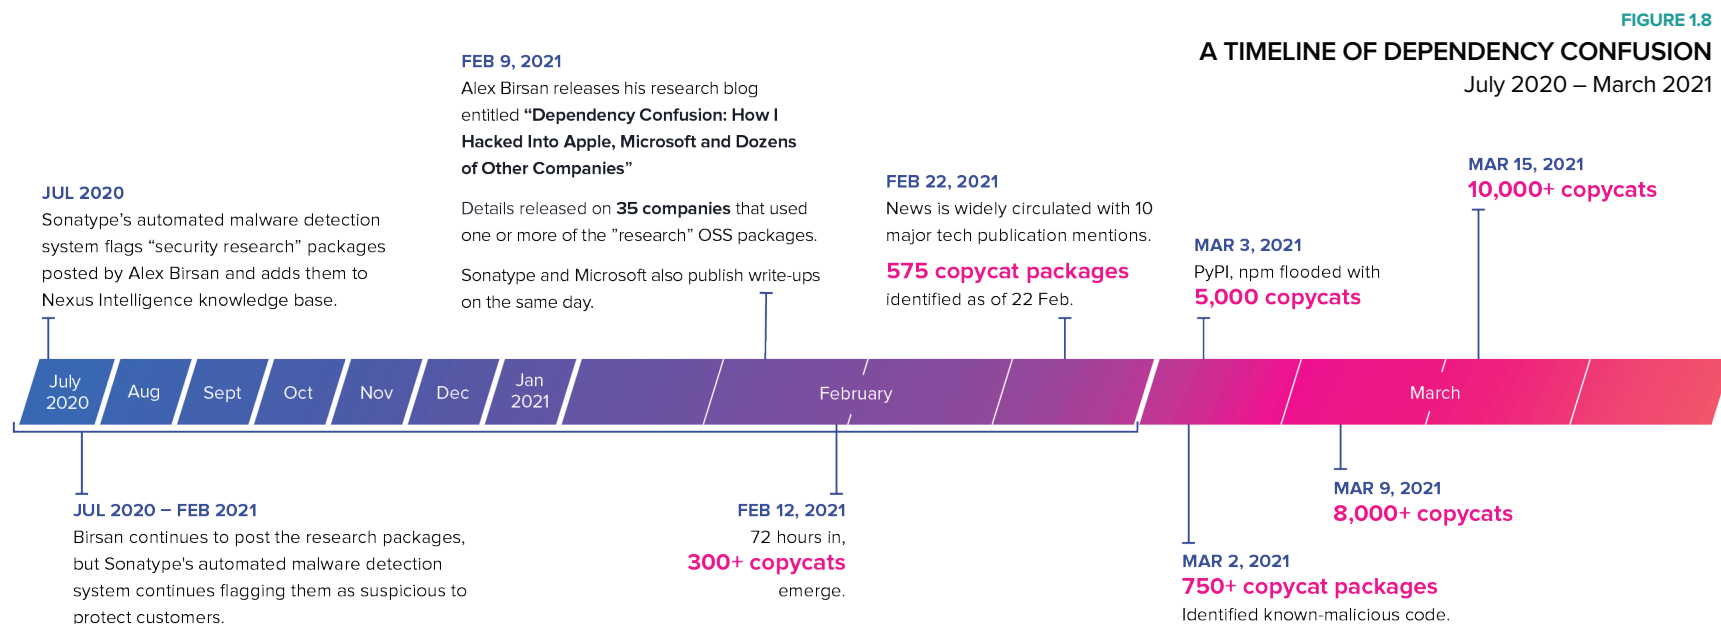 FIGURE 1.8
A TIMELINE OF DEPENDENCY CONFUSION
July 2020 – March 2021
JUL 2020
Sonatype’s automated malware detection
system flags “security research” packages
posted by Alex Birsan and adds them to
Nexus Intelligence knowledge base.
FEB 9, 2021
Alex Birsan releases his research blog
entitled “Dependency Confusion: How I
Hacked Into Apple, Microsoft and Dozens
of Other Companies”
Details released on 35 companies that used
one or more of the ”research” OSS packages.
Sonatype and Microsoft also publish write-ups
on the same day.
FEB 22, 2021
News is widely circulated with 10
major tech publication mentions.
575 copycat packages
identified as of 22 Feb.
MAR 3, 2021
PyPI, npm flooded with
5,000 copycats
MAR 15, 2021
10,000+ copycats
July
2020
Aug
Sept
Oct
Nov
Dec
Jan
2021
February
March
JUL 2020 – FEB 2021
Birsan continues to post the research packages,
but Sonatype's automated malware detection
system continues flagging them as suspicious to
protect customers.
FEB 12, 2021
72 hours in,
300+ copycats
emerge.
MAR 2, 2021
750+ copycat packages
Identified known-malicious code.
MAR 9, 2021
8,000+ copycats